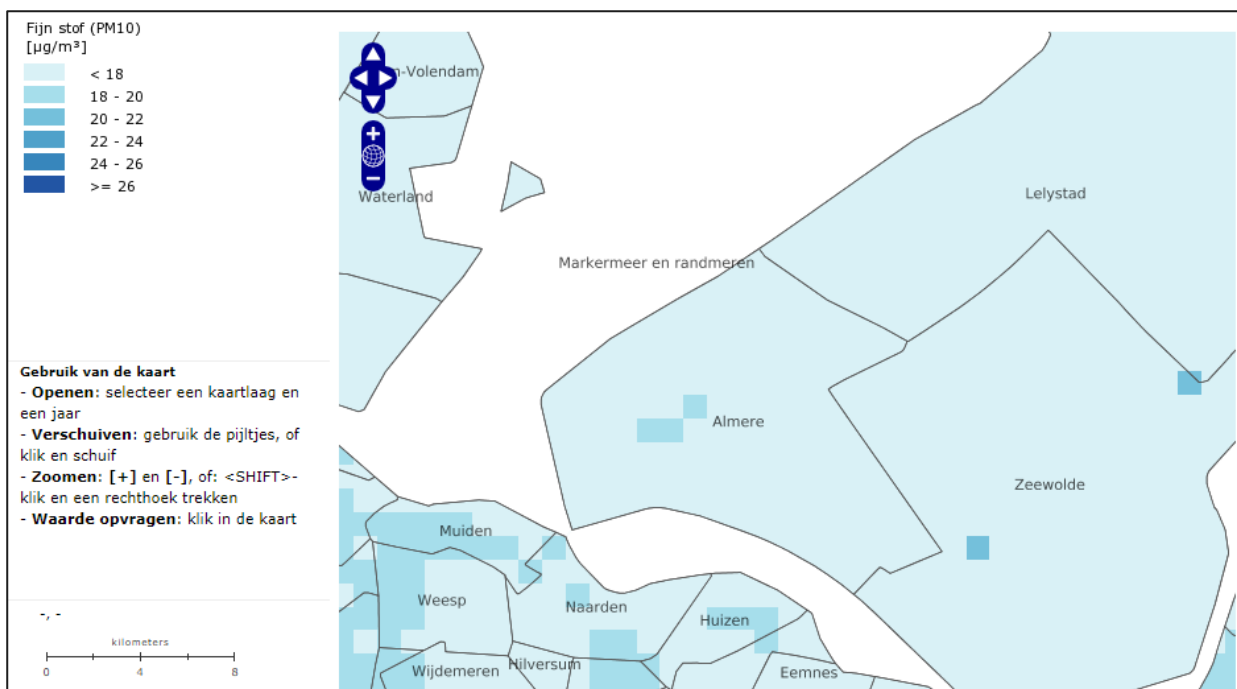 Fijn stof (PM10)
[µg/m³]
< 18
18 - 20
20 - 22
22 - 24
24 - 26
>= 26
Gebruik van de kaart
- Openen: selecteer een kaartlaag en
een jaar
- Verschuiven: gebruik de pijltjes, of
klik en schuif
- Zoomen: [+] en [-], of: <SHIFT>-
klik en een rechthoek trekken
- Waarde opvragen: klik in de kaart
-, -
kilometers
0 4 8
-Volendam
Waterland
Lelystad
Markermeer en randmeren
Almere
Zeewolde
Muiden
Weesp
Naarden
Huizen
Wijdemeren
Hilversum
Eemnes